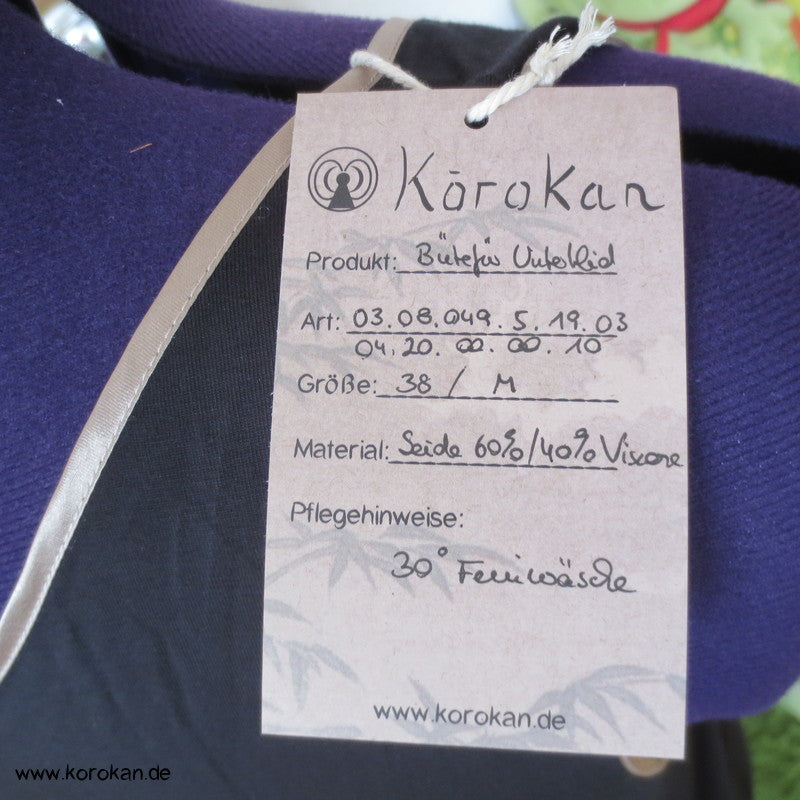 Kōrokan
Produkt: Unterkleid
Art: 03.08.049.5.19.03
04.20.00.00.10
Größe: 38 / M
Material: Seide 60%/40% Viscose
Pflegehinweise:
30° Feinwäsche
www.korokan.de
www.korokan.de